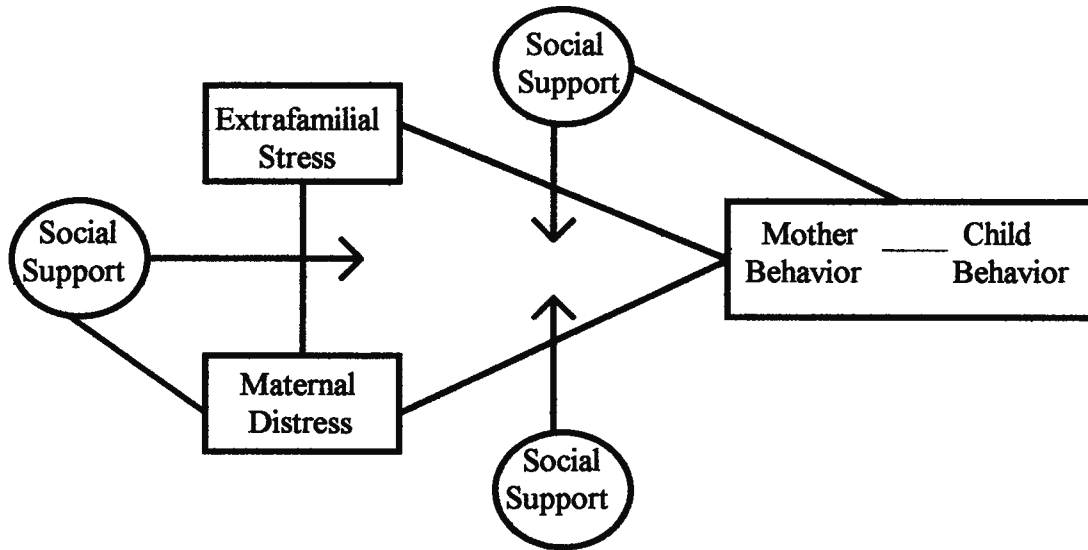 Social
Support
Extrafamilial
Stress
Social
Support
Mother Child
Behavior Behavior
Maternal
Distress
Social
Support